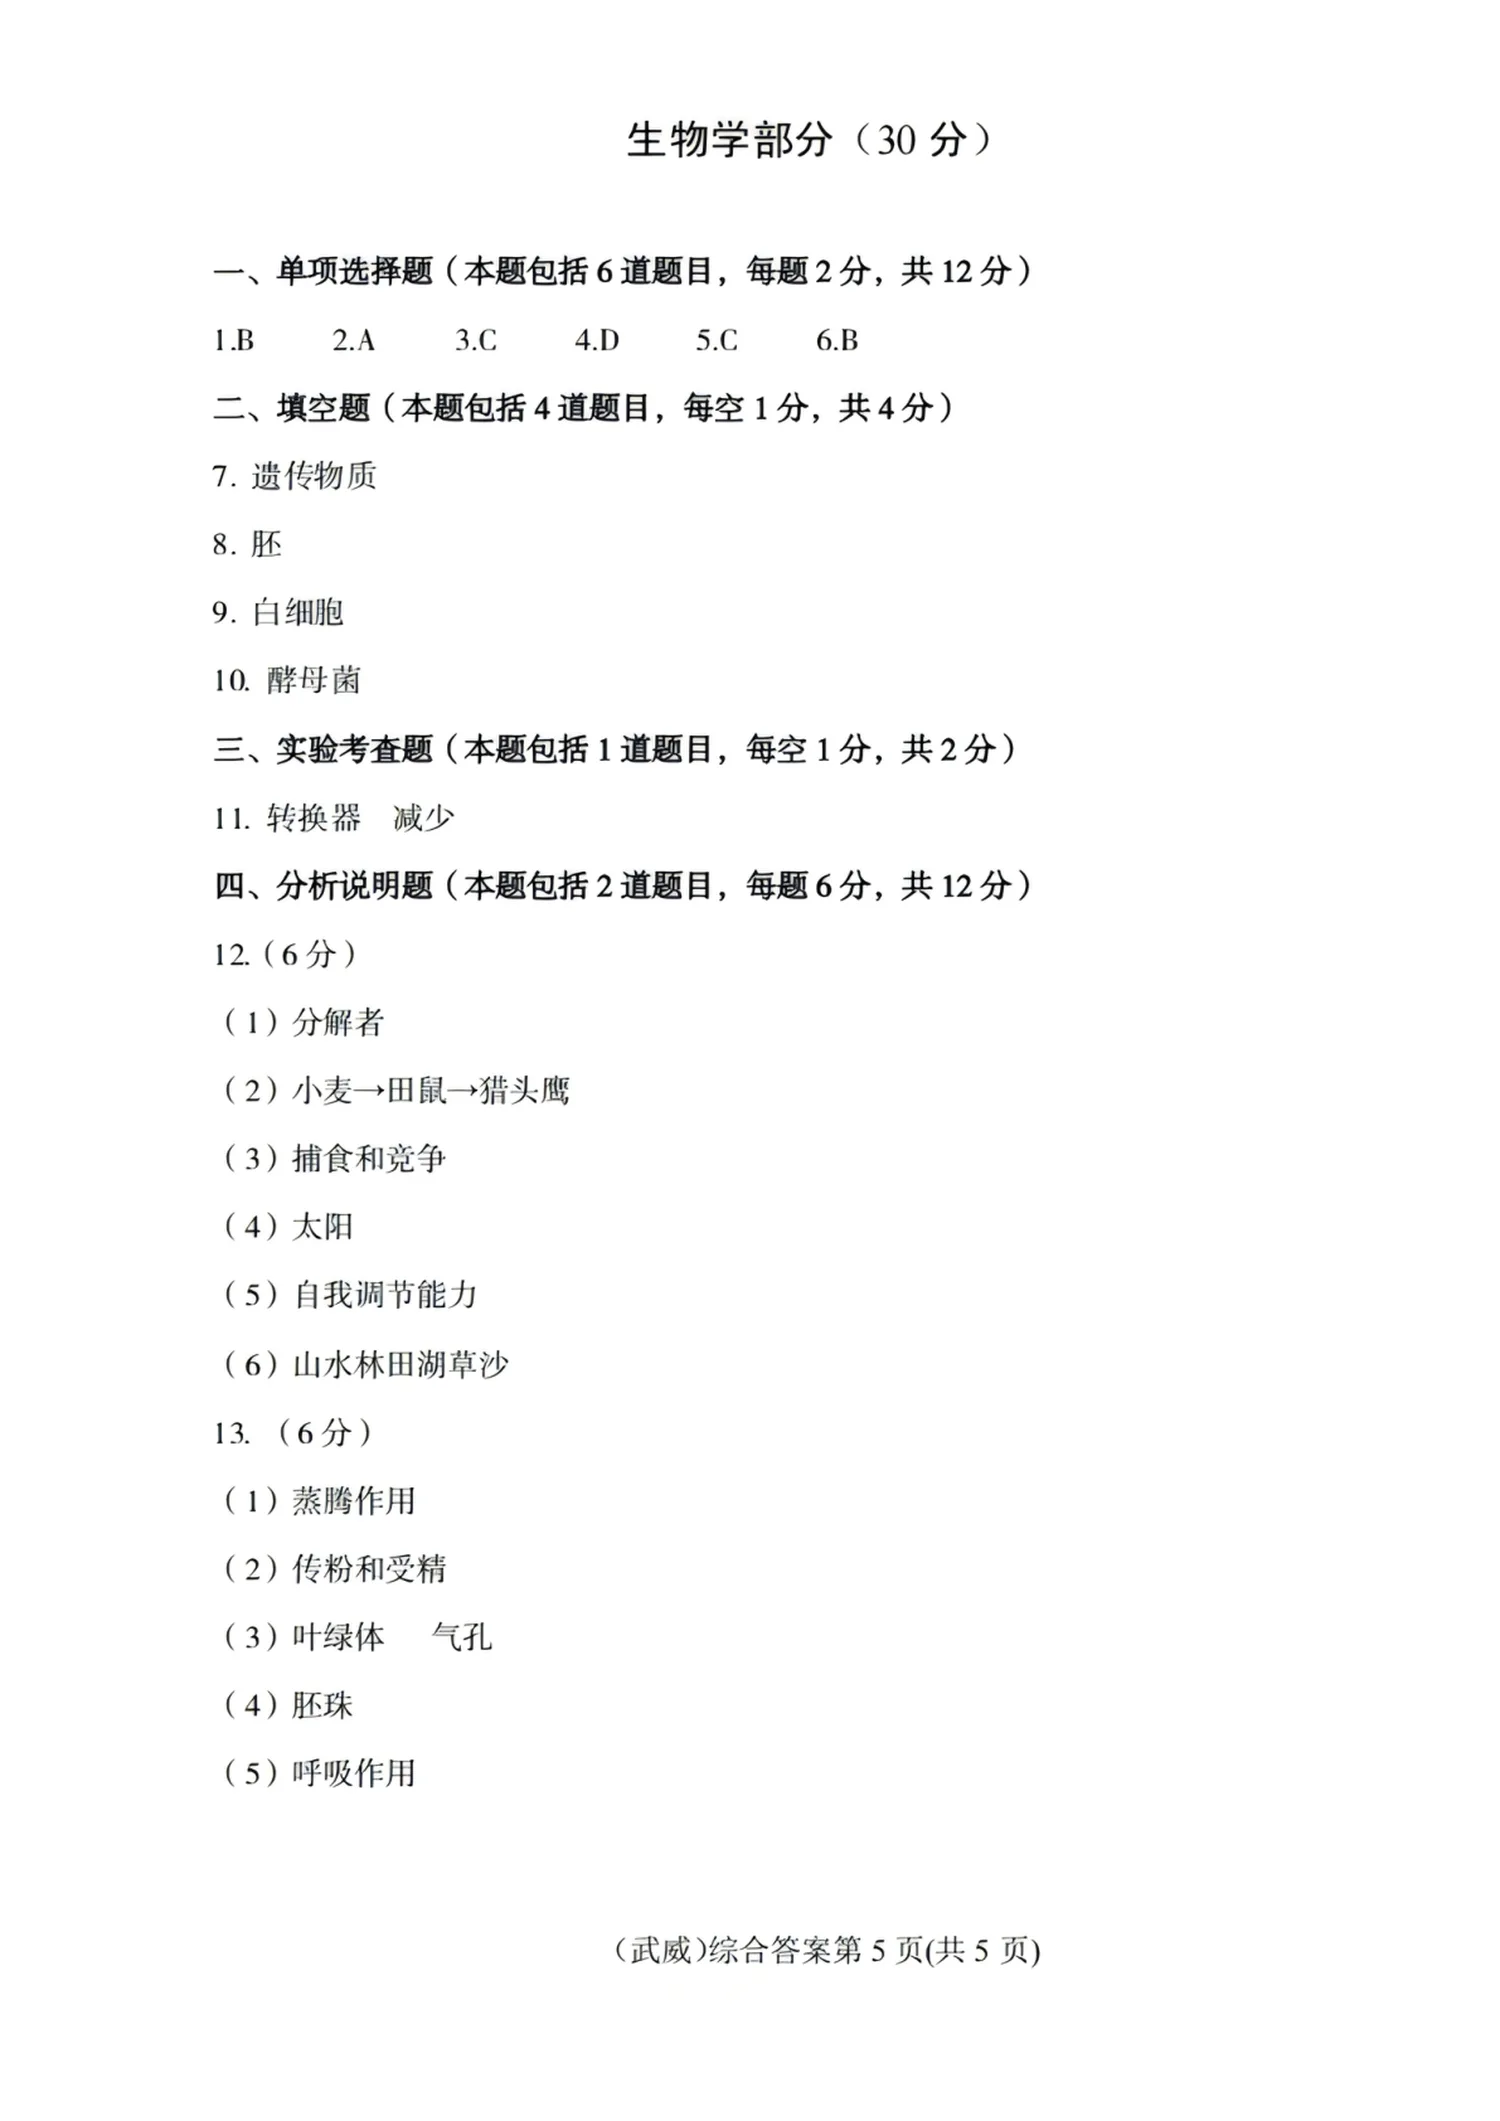 生物学部分（30 分）
一、单项选择题（本题包括 6 道题目，每题 2 分，共 12 分）
1.B 2.A 3.C 4.D 5.C 6.B
二、填空题（本题包括 4 道题目，每空 1 分，共 4 分）
7. 遗传物质
8. 胚
9. 白细胞
10. 酵母菌
三、实验考查题（本题包括 1 道题目，每空 1 分，共 2 分）
11. 转换器 减少
四、分析说明题（本题包括 2 道题目，每题 6 分，共 12 分）
12.（6 分）
（1）分解者
（2）小麦→田鼠→猎头鹰
（3）捕食和竞争
（4）太阳
（5）自我调节能力
（6）山水林田湖草沙
13. （6 分）
（1）蒸腾作用
（2）传粉和受精
（3）叶绿体 气孔
（4）胚珠
（5）呼吸作用
（武威）综合答案第 5 页(共 5 页)